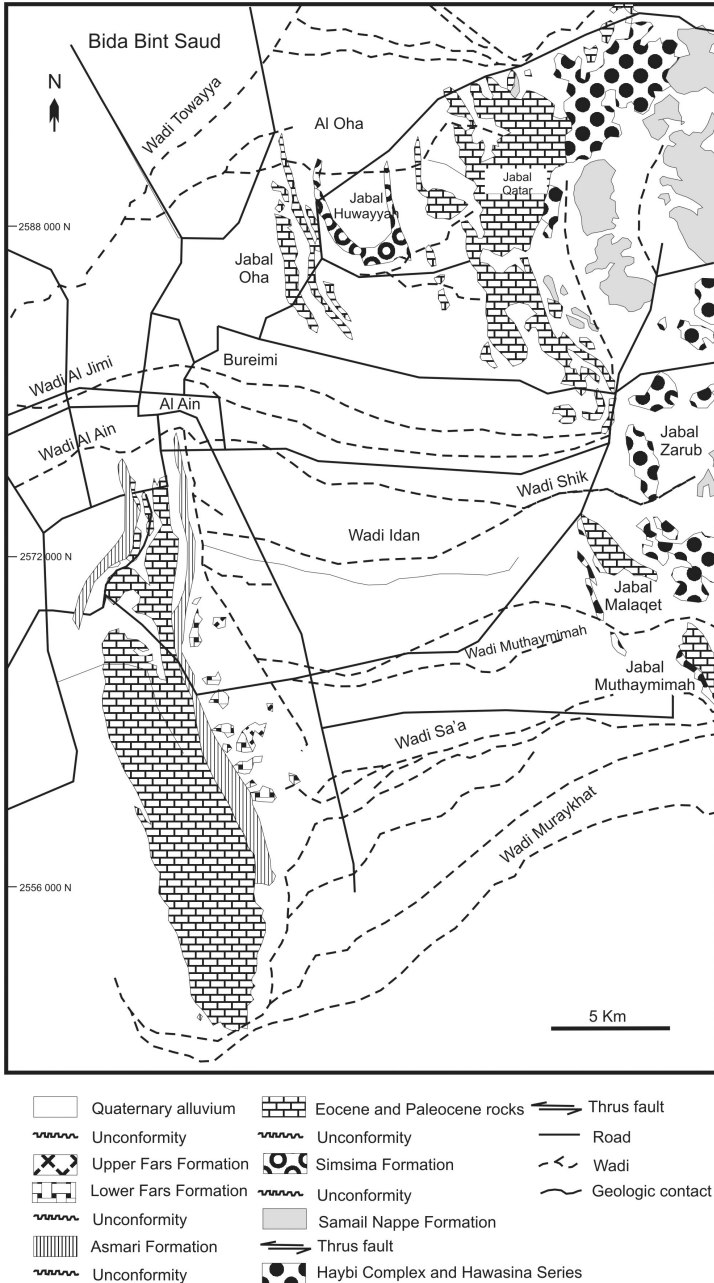 Bida Bint Saud
N
Wadi Towayya
Al Oha
Jabal
Qatar
Jabal
Huwayyah
2588 000 N
Jabal
Oha
Bureimi
Wadi Al Jimi
Al Ain
Wadi Al Ain
Jabal
Zarub
Wadi Shik
Wadi Idan
2572 000 N
Jabal
Malaqet
Wadi Muthaymimah
Jabal
Muthaymimah
Wadi Sa'a
Wadi Muraykhat
2556 000 N
5 Km
Quaternary alluvium
Unconformity
Upper Fars Formation
Lower Fars Formation
Unconformity
Asmari Formation
Unconformity
Eocene and Paleocene rocks
Unconformity
Simsima Formation
Unconformity
Samail Nappe Formation
Thrus fault
Haybi Complex and Hawasina Series
Thrus fault
Road
Wadi
Geologic contact